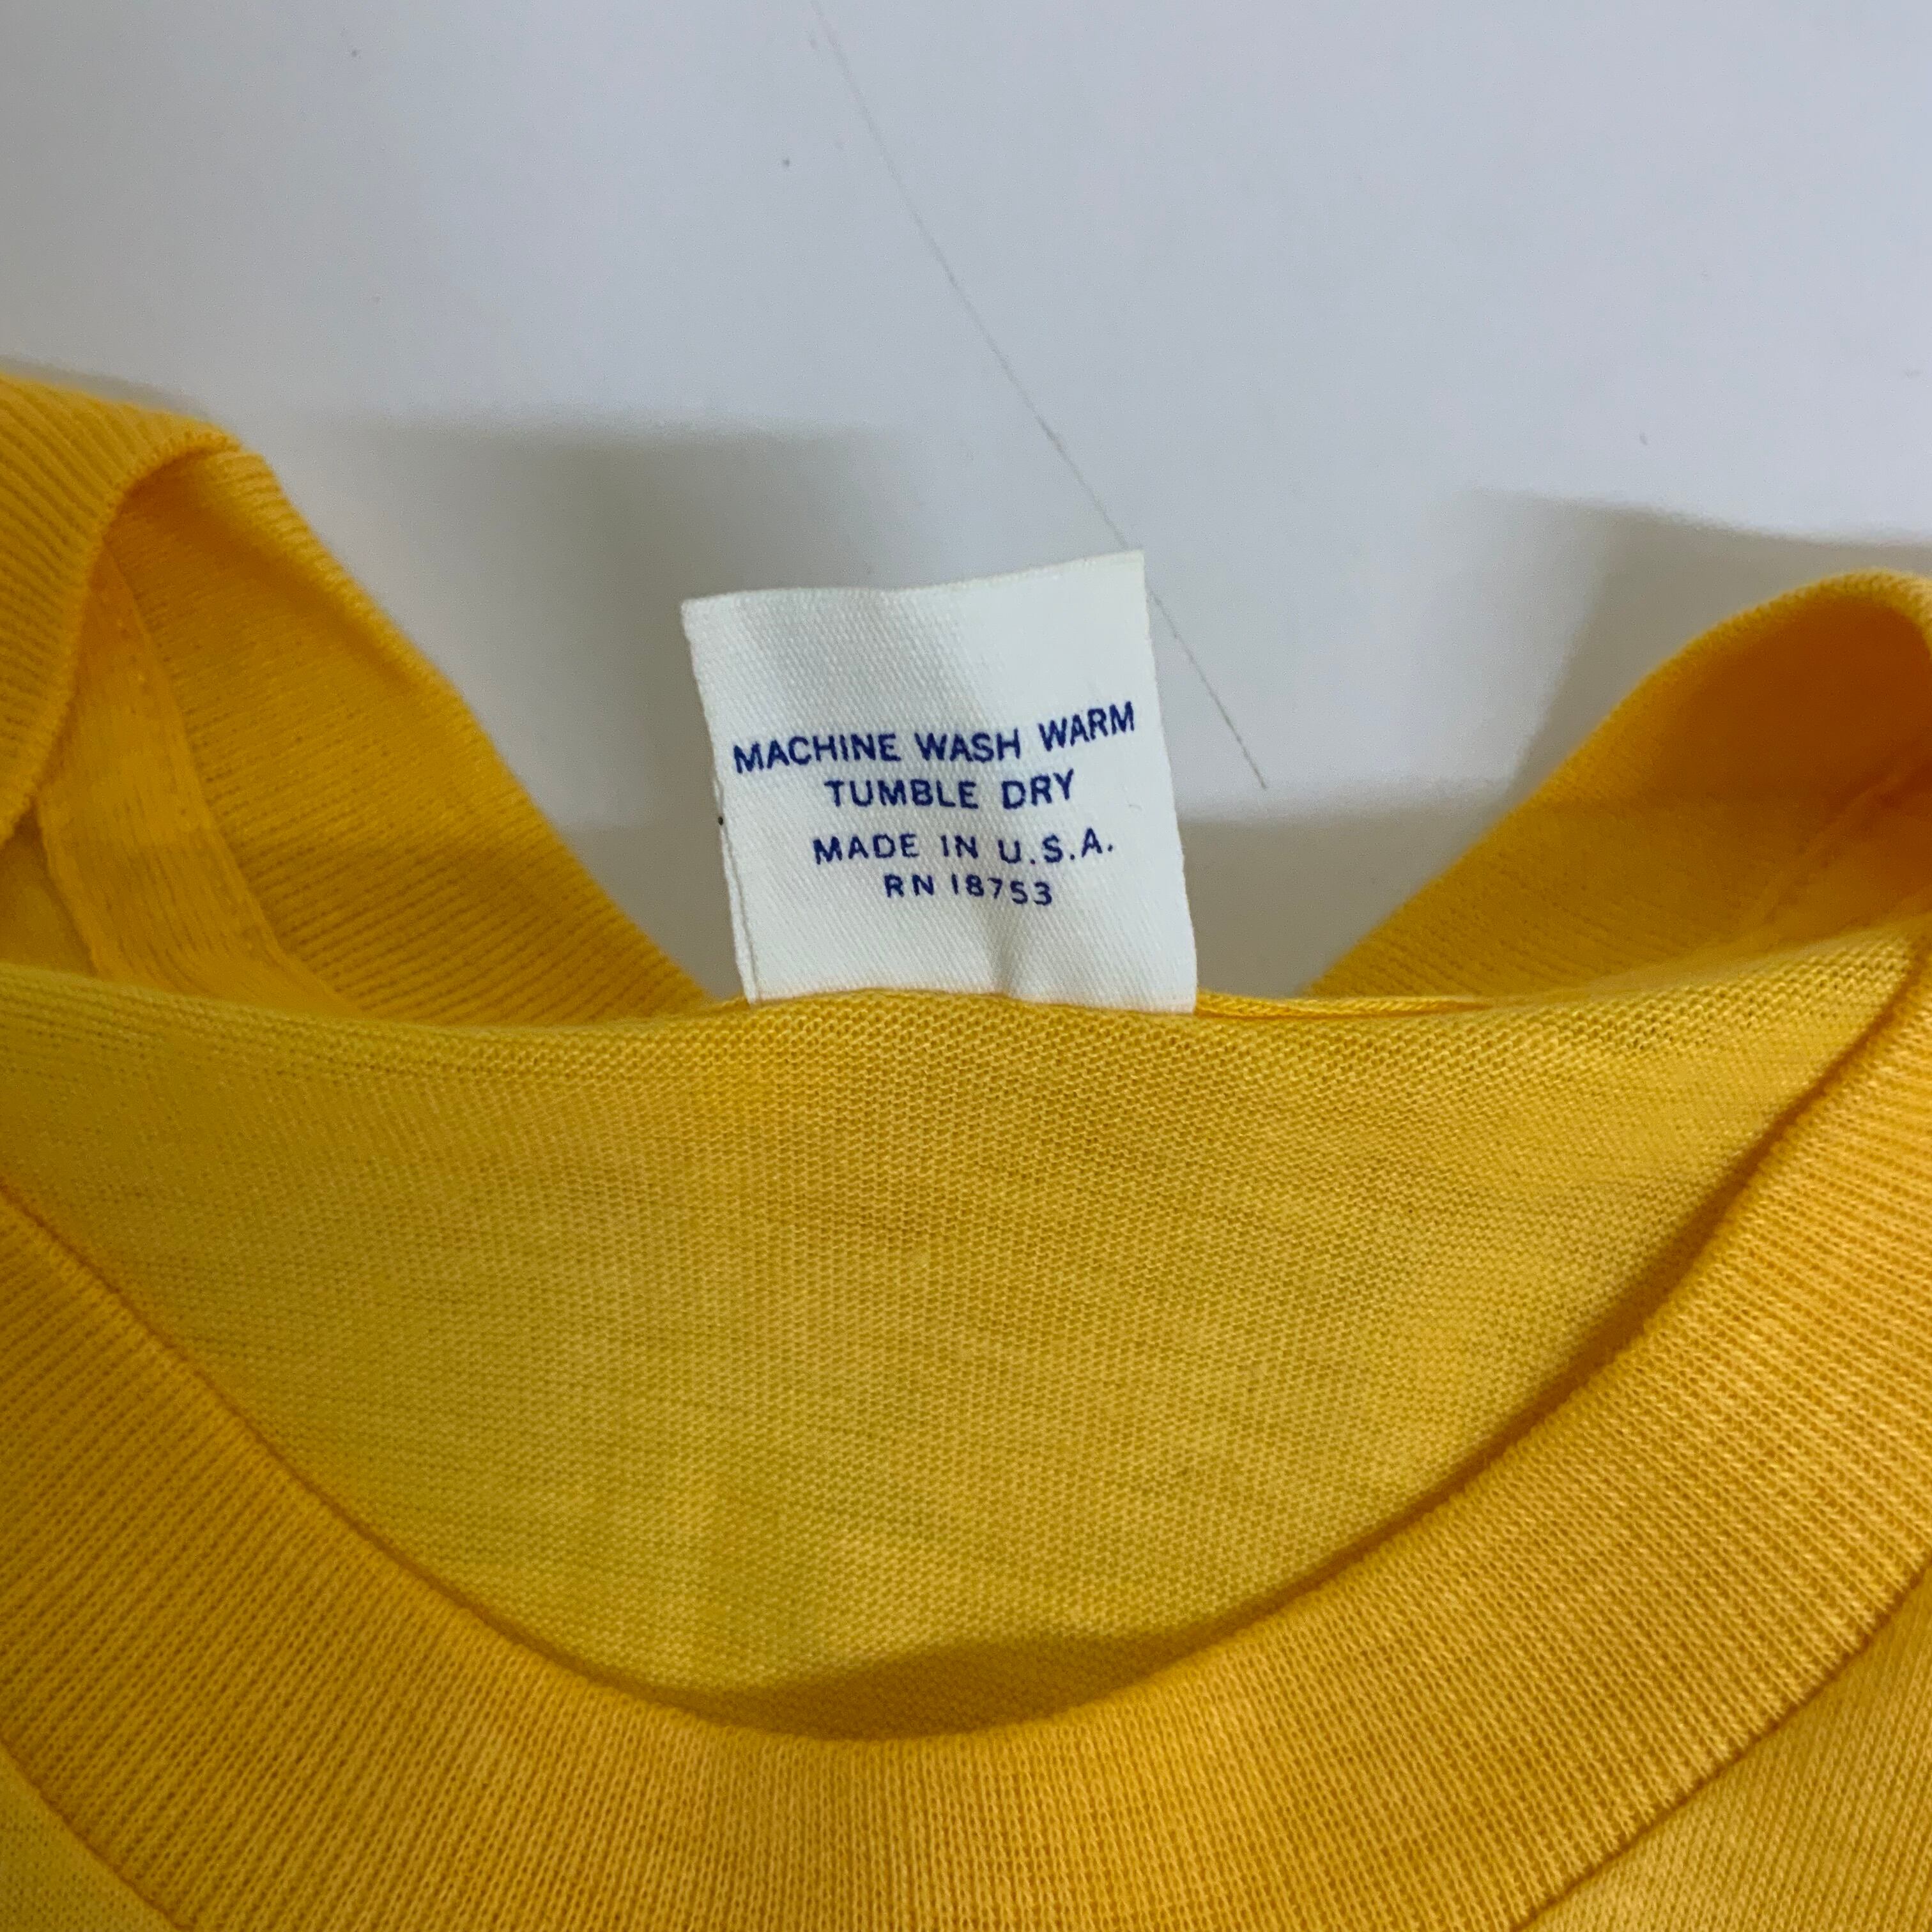 MACHINE WASH WARM
TUMBLE DRY
MADE IN U.S.A.
RN 18753